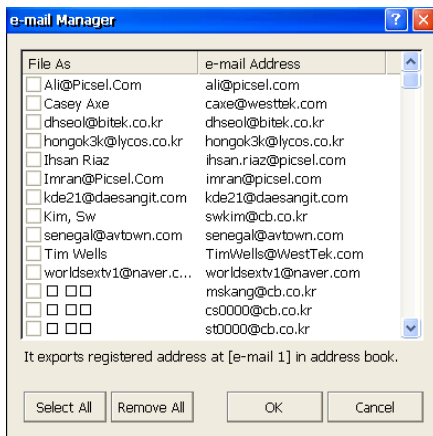 e-mail Manager
File As e-mail Address
Ali@Picsel.Com ali@picsel.com
Casey Axe caxe@westtek.com
dhseol@bitek.co.kr dhseol@bitek.co.kr
hongok3k@lycos.co.kr hongok3k@lycos.co.kr
Ihsan Riaz ihsan.riaz@picsel.com
Imran@Picsel.Com imran@picsel.com
kde21@daesangit.com kde21@daesangit.com
Kim, Sw swkim@cb.co.kr
senegal@avtown.com senegal@avtown.com
Tim Wells TimWells@WestTek.com
worldsextv1@naver.c... worldsextv1@naver.com
□ □□ mskang@cb.co.kr
□ □□ cs0000@cb.co.kr
□ □□ st0000@cb.co.kr
It exports registered address at [e-mail 1] in address book.
Select All Remove All OK Cancel